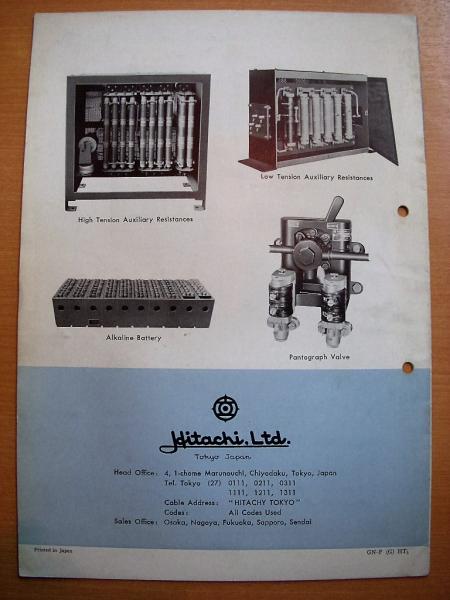 Low Tension Auxiliary Resistances
High Tension Auxiliary Resistances
Alkaline Battery
Pantograph Valve
Hitachi, Ltd.
Tokyo Japan
Head Office: 4, 1-chome Marunouchi, Chiyodaku, Tokyo, Japan
Tel. Tokyo (27) 0111, 0211, 0311
1111, 1211, 1311
Cable Address: "HITACHY TOKYO"
Codes: All Codes Used
Sales Office: Osaka, Nagoya, Fukuoka, Sapporo, Sendai
Printed in Japan
GN-P (G) HT,